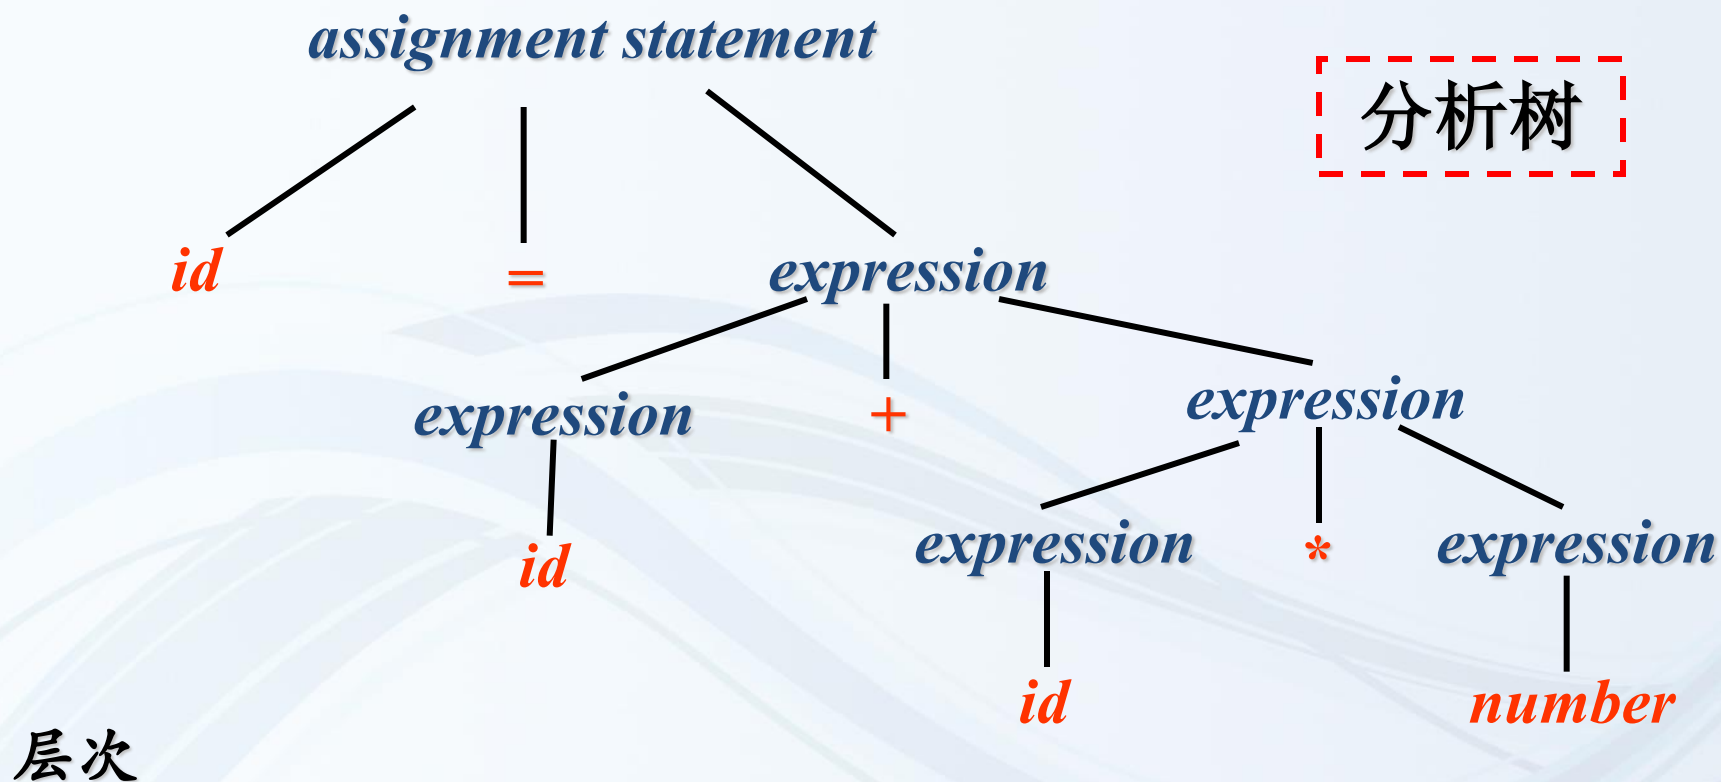 assignment statement
分析树
id = expression
expression + expression
id
expression * expression
id number
层次